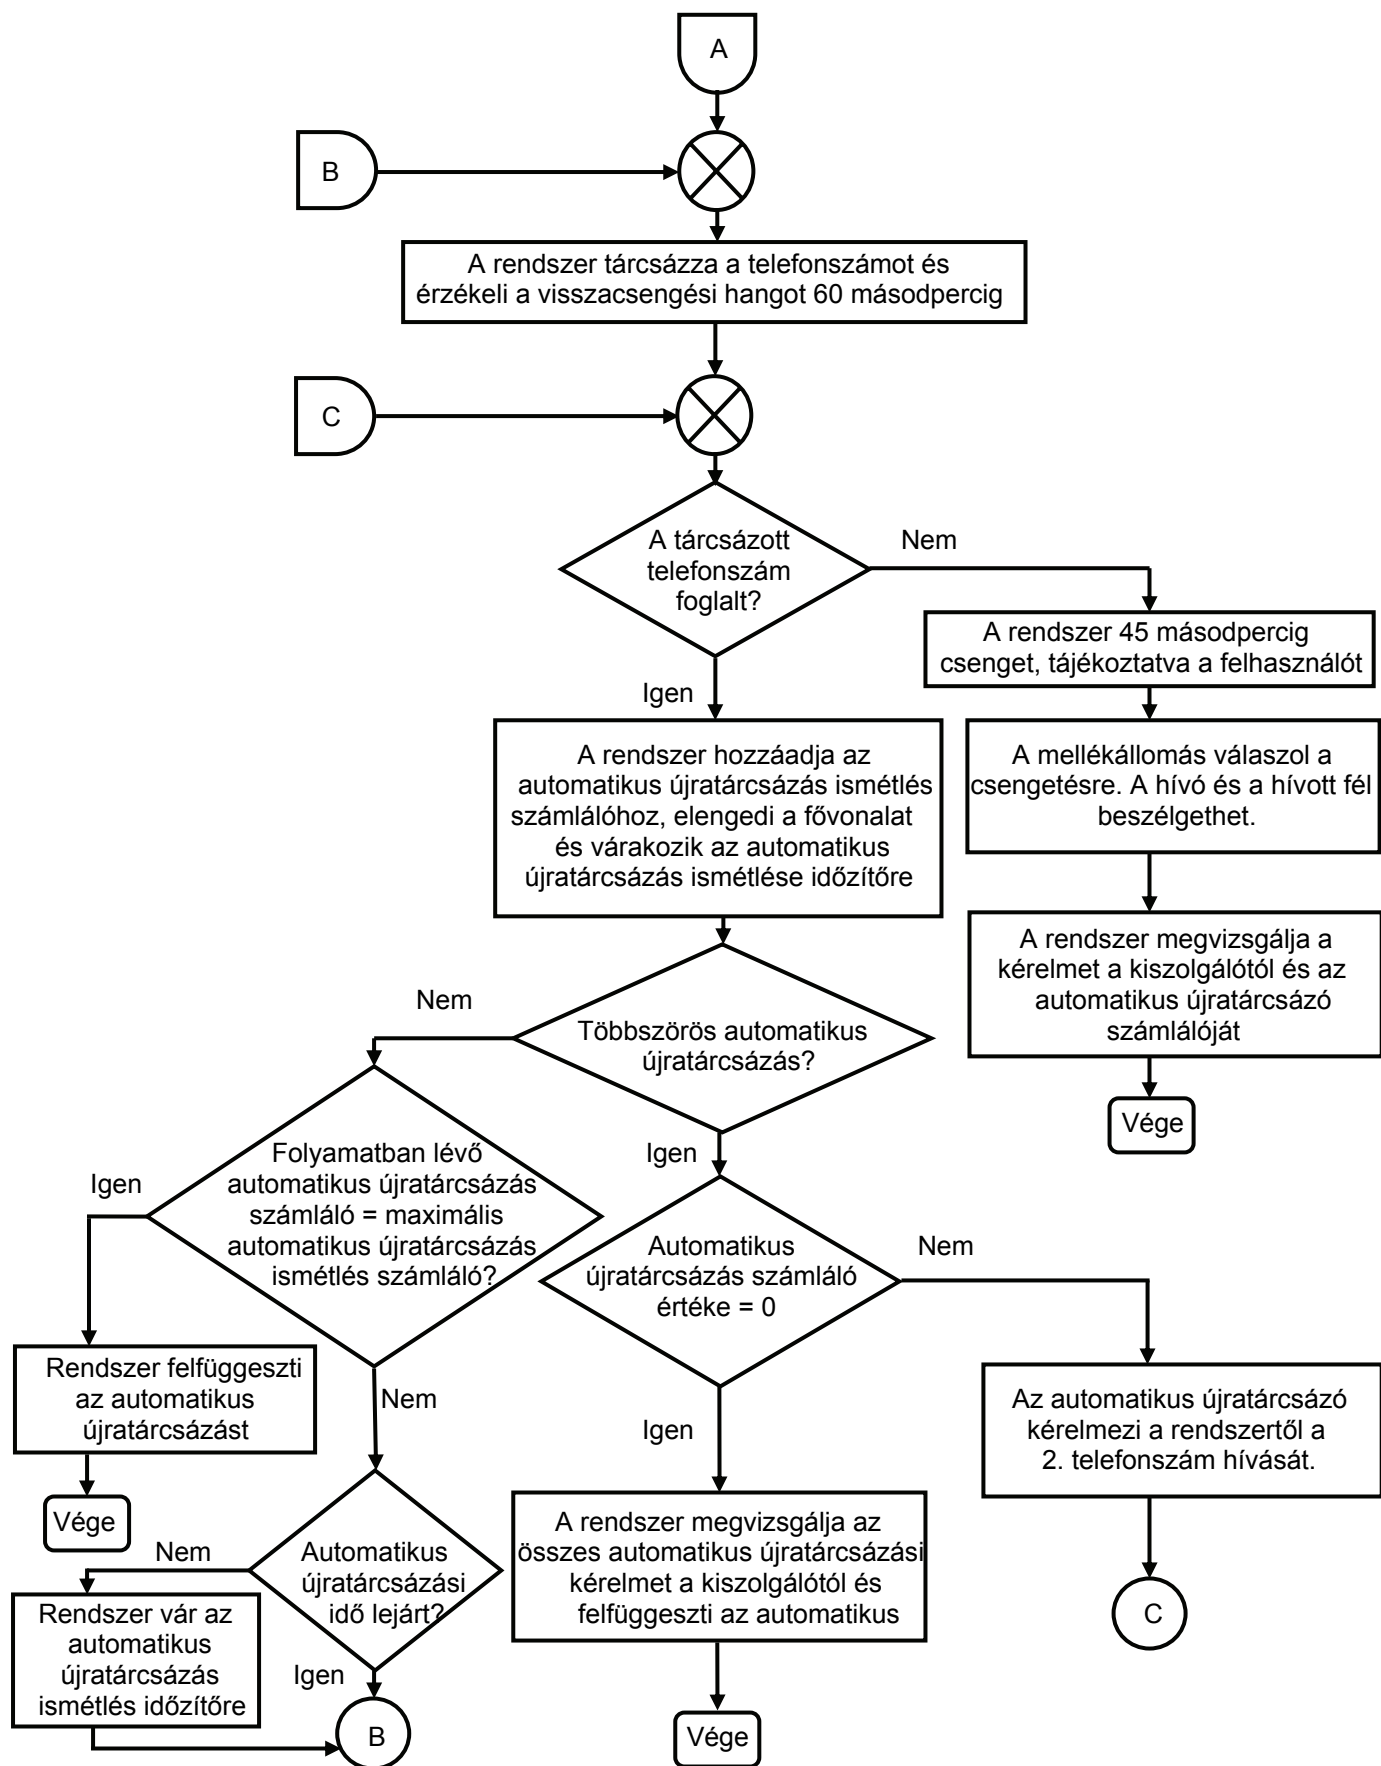 A
B
A rendszer tárcsázza a telefonszámot és
érzékeli a visszacsengési hangot 60 másodpercig
C
A tárcsázott
telefonszám
foglalt?
Nem
A rendszer 45 másodpercig
csenget, tájékoztatva a felhasználót
Igen
A rendszer hozzáadja az
automatikus újratárcsázás ismétlés
számlálóhoz, elengedi a fővonalat
és várakozik az automatikus
újratárcsázás ismétlése időzítőre
A mellékállomás válaszol a
csengetésre. A hívó és a hívott fél
beszélgethet.
A rendszer megvizsgálja a
kérelmet a kiszolgálótól és az
automatikus újratárcsázó
számlálóját
Vége
Nem
Többszörös automatikus
újratárcsázás?
Igen
Folyamatban lévő
automatikus újratárcsázás
számláló = maximális
automatikus újratárcsázás
ismétlés számláló?
Igen
Automatikus
újratárcsázás számláló
értéke = 0
Nem
Rendszer felfüggeszti
az automatikus
újratárcsázást
Vége
Nem
Igen
Az automatikus újratárcsázó
kérelmezi a rendszertől a
2. telefonszám hívását.
C
Automatikus
újratárcsázási
idő lejárt?
Nem
Rendszer vár az
automatikus
újratárcsázás
ismétlés időzítőre
Igen
B
A rendszer megvizsgálja az
összes automatikus újratárcsázási
kérelmet a kiszolgálótól és
felfüggeszti az automatikus
Vége